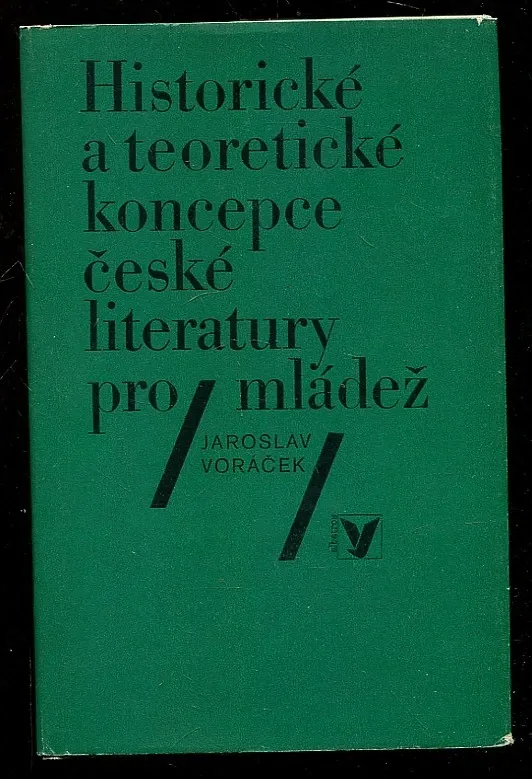 Historické
a teoretické
koncepce
české
literatury
pro mládež
JAROSLAV
VORÁČEK
albatros